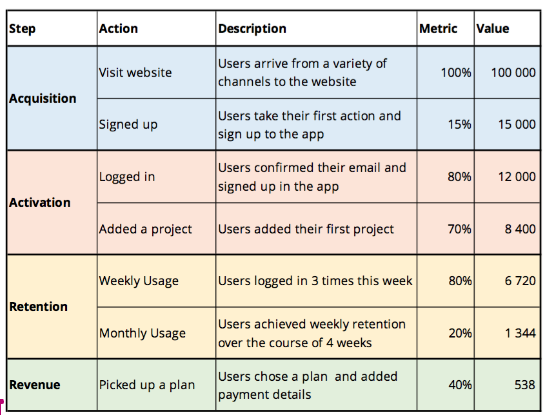 Step Action Description Metric Value
Acquisition
Visit website Users arrive from a variety of channels to the website 100% 100 000
Signed up Users take their first action and sign up to the app 15% 15 000
Activation
Logged in Users confirmed their email and signed up in the app 80% 12 000
Added a project Users added their first project 70% 8 400
Retention
Weekly Usage Users logged in 3 times this week 80% 6 720
Monthly Usage Users achieved weekly retention over the course of 4 weeks 20% 1 344
Revenue Picked up a plan Users chose a plan and added payment details 40% 538